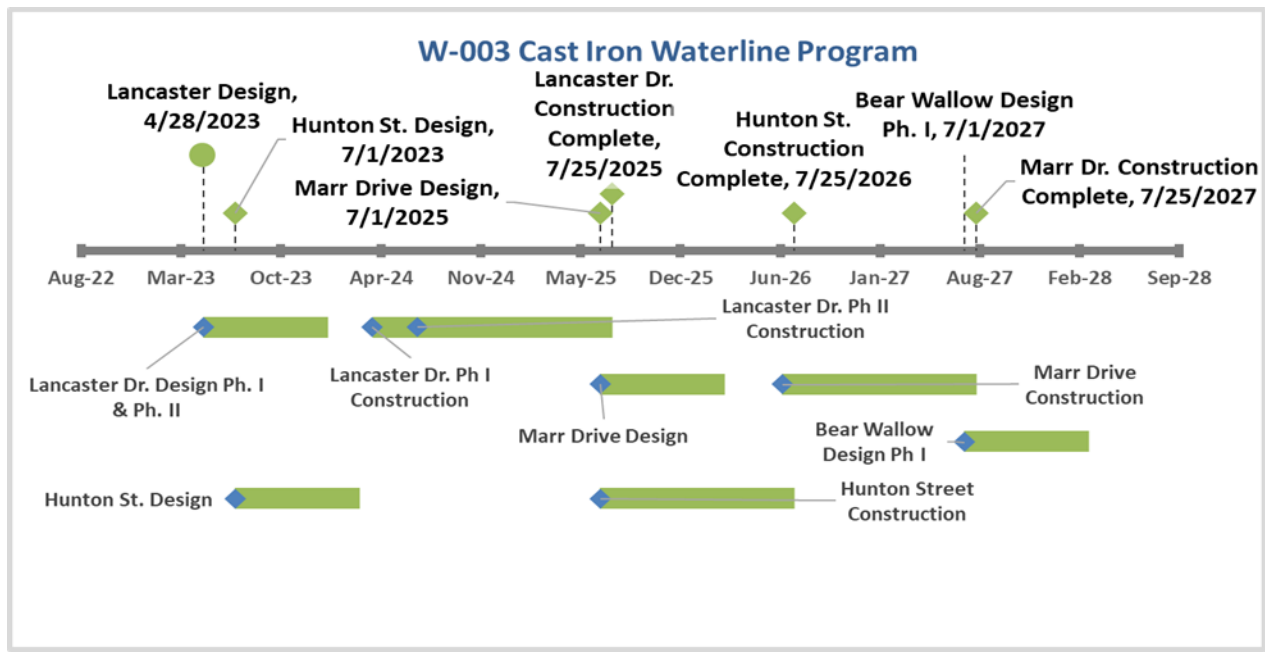 W-003 Cast Iron Waterline Program
Lancaster Design,
4/28/2023
Hunton St. Design,
7/1/2023
Marr Drive Design,
7/1/2025
Lancaster Dr.
Construction
Complete,
7/25/2025
Hunton St.
Construction
Complete, 7/25/2026
Bear Wallow Design
Ph. I, 7/1/2027
Marr Dr. Construction
Complete, 7/25/2027
Aug-22 Mar-23 Oct-23 Apr-24 Nov-24 May-25 Dec-25 Jun-26 Jan-27 Aug-27 Feb-28 Sep-28
Lancaster Dr. Design Ph. I
& Ph. II
Lancaster Dr. Ph I
Construction
Lancaster Dr. Ph II
Construction
Marr Drive Design
Marr Drive
Construction
Bear Wallow
Design Ph I
Hunton St. Design
Hunton Street
Construction